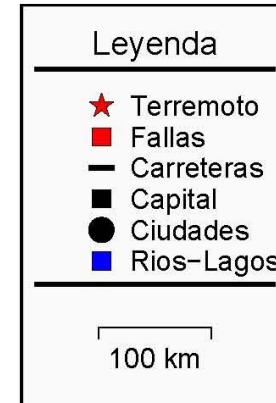 Leyenda
Terremoto
Fallas
Carreteras
Capital
Ciudades
Rios-Lagos
100 km